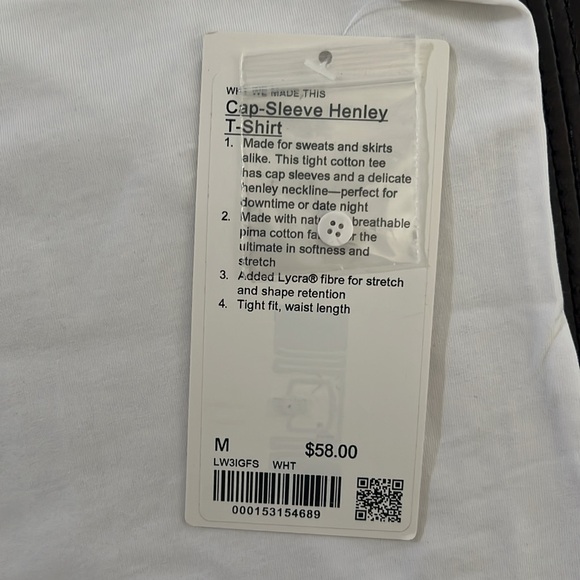 WHY WE MADE THIS
Cap-Sleeve Henley
T-Shirt
1. Made for sweats and skirts
alike. This tight cotton tee
has cap sleeves and a delicate
henley neckline—perfect for
downtime or date night
2. Made with breathable
pima cotton the
ultimate in softness and
stretch
3. Added Lycra® fibre for stretch
and shape retention
4. Tight fit, waist length
M $58.00
LW3IGFS WHT
000153154689